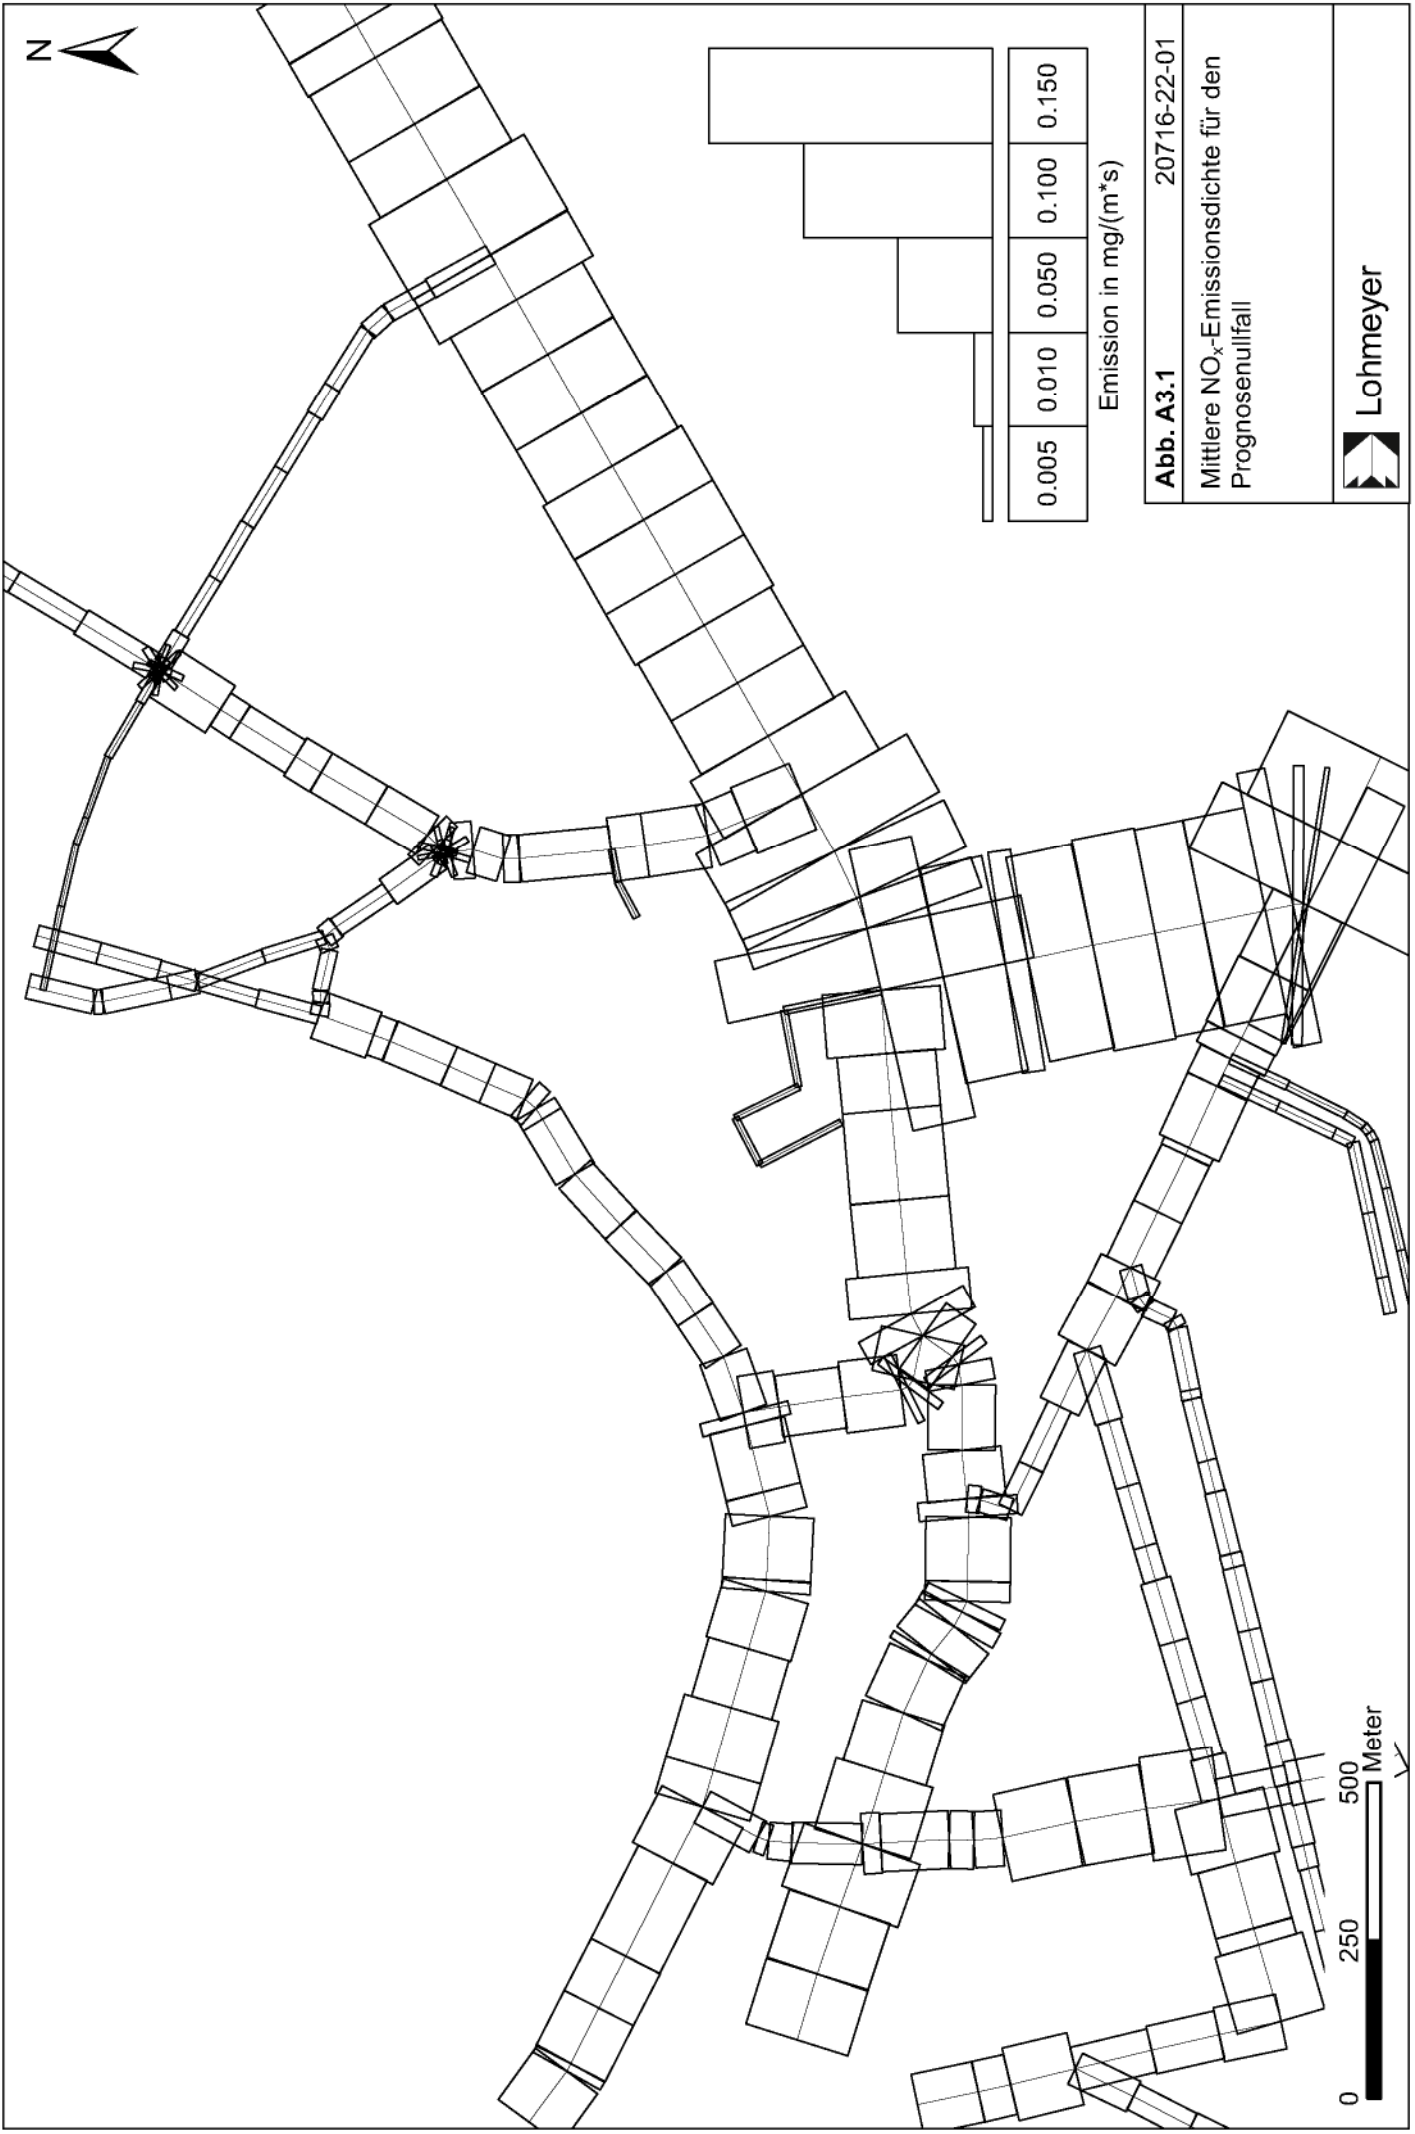 N
0.005 0.010 0.050 0.100 0.150
Emission in mg/(m*s)
Abb. A3.1 20716-22-01
Mittlere NOₓ-Emissionsdichte für den
Prognosenullfall
Lohmeyer
0 250 500
Meter